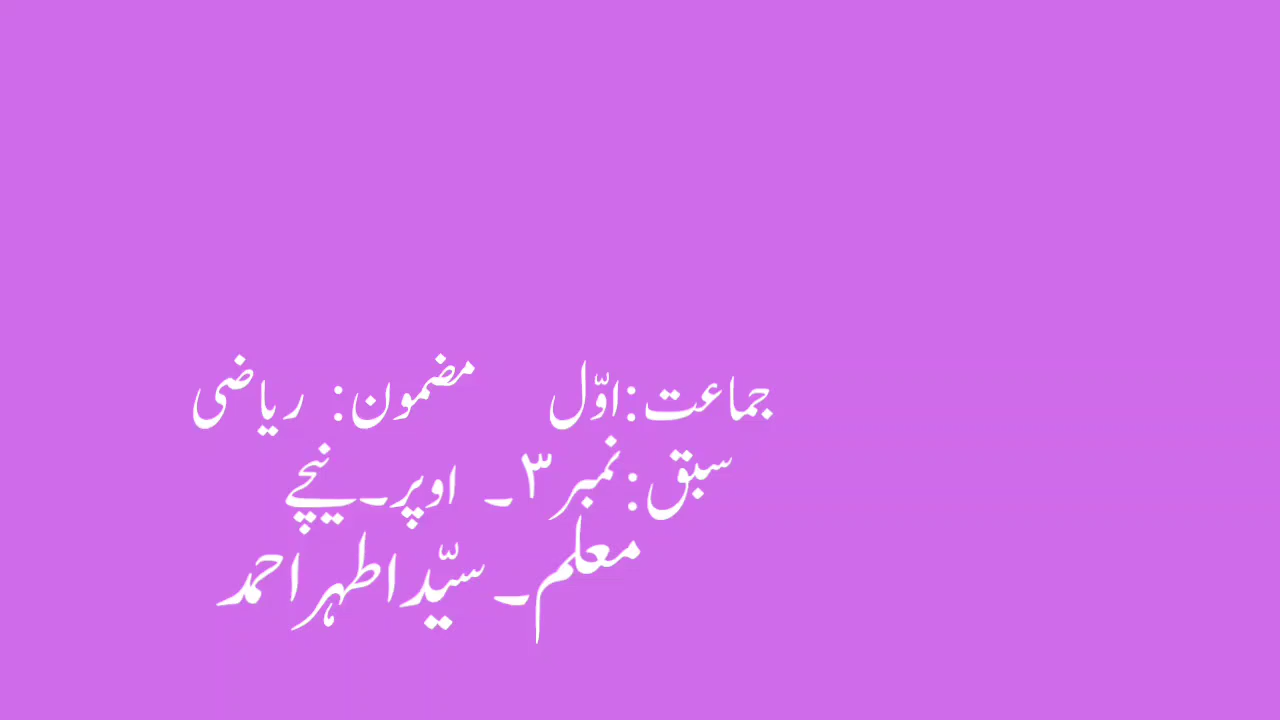 جماعت:اوّل مضمون: ریاضی
سبق:نمبر۳۔ اوپر۔نیچے
معلم۔ سیّد اطہر احمد